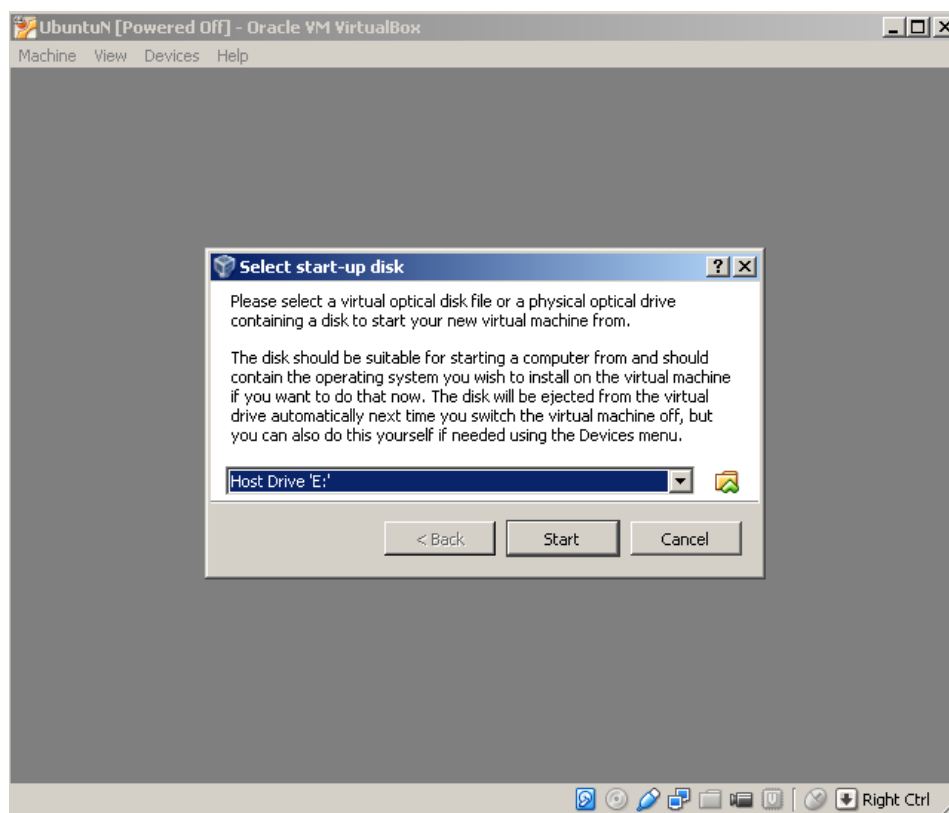 UbuntuN [Powered Off] - Oracle VM VirtualBox
Machine View Devices Help
Select start-up disk
Please select a virtual optical disk file or a physical optical drive
containing a disk to start your new virtual machine from.
The disk should be suitable for starting a computer from and should
contain the operating system you wish to install on the virtual machine
if you want to do that now. The disk will be ejected from the virtual
drive automatically next time you switch the virtual machine off, but
you can also do this yourself if needed using the Devices menu.
Host Drive 'E:'
< Back Start Cancel
Right Ctrl